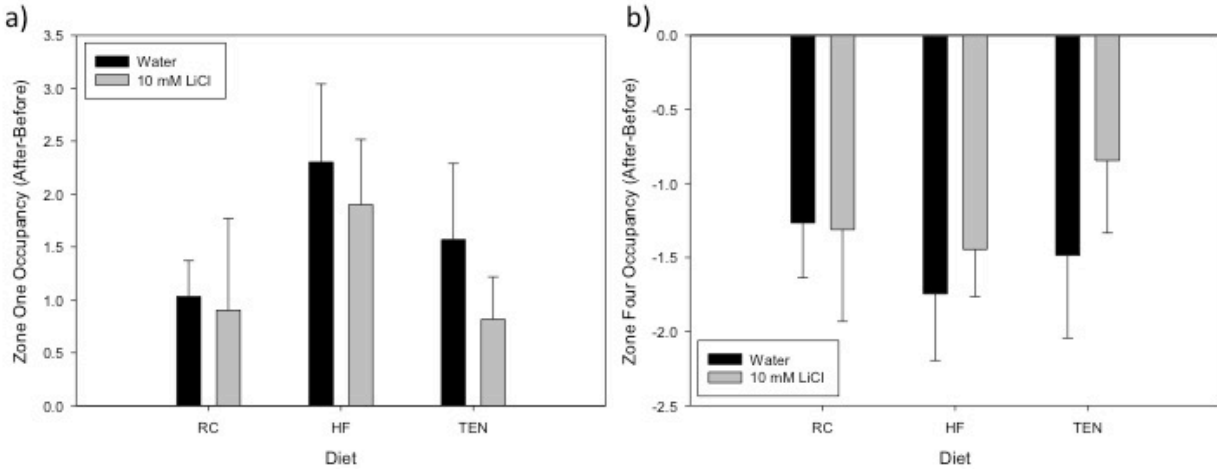 a)
Zone One Occupancy (After-Before)
3.5
3.0
2.5
2.0
1.5
1.0
0.5
0.0
Water
10 mM LiCl
RC HF TEN
Diet
b)
Zone Four Occupancy (After-Before)
0.0
-0.5
-1.0
-1.5
-2.0
-2.5
Water
10 mM LiCl
RC HF TEN
Diet